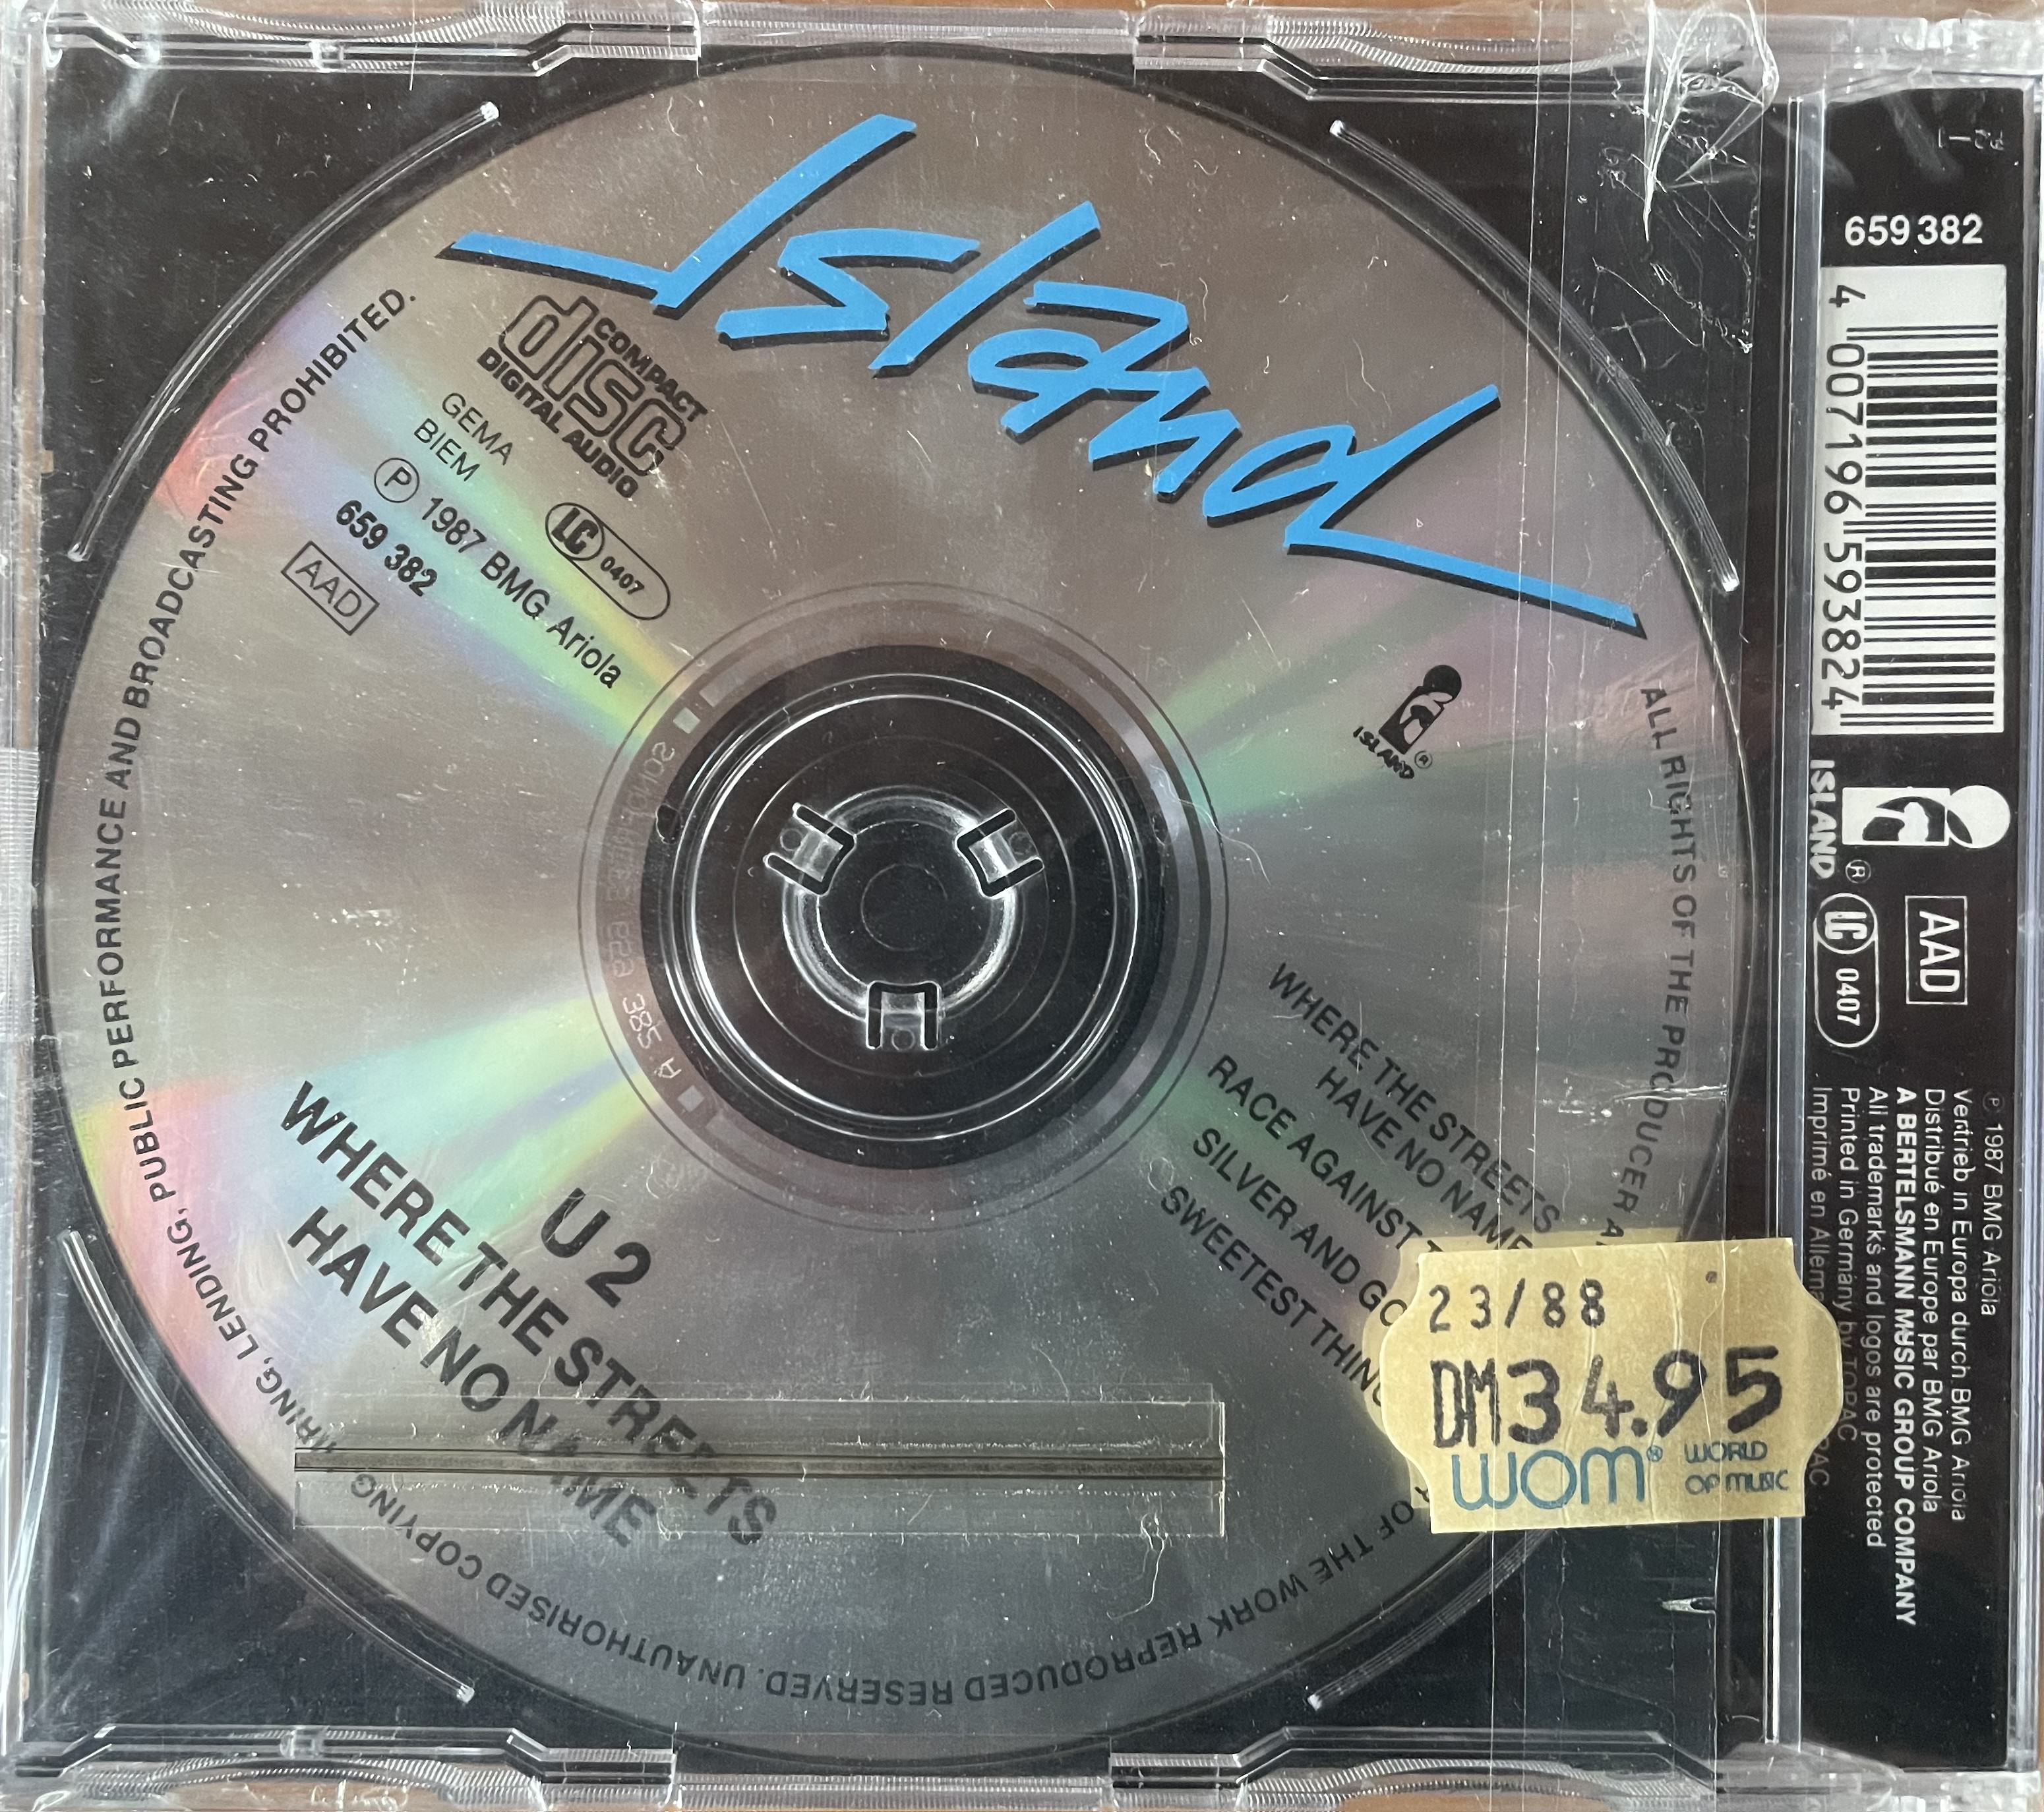 Island
COMPACT
disc
DIGITAL AUDIO
GEMA
BIEM
LC 0407
Ⓟ 1987 BMG Ariola
659 382
AAD
ISLAND ®
WHERE THE STREETS
HAVE NO NAME
RACE AGAINST
SILVER AND GO
SWEETEST THING
U2
WHERE THE STREETS
HAVE NO NAME
ALL RIGHTS OF THE PRODUCER
OF THE WORK REPRODUCED RESERVED. UNAUTHORISED COPYING
HIRING, LENDING, PUBLIC PERFORMANCE AND BROADCASTING PROHIBITED.
23/88
DM34.95
wom® WORLD
OF MUSIC
659 382
4 007196 593824
ISLAND ®
AAD
LC 0407
Ⓟ 1987 BMG Ariola
Vertrieb in Europa durch BMG Ariola
Distribué en Europe par BMG Ariola
A BERTELSMANN MUSIC GROUP COMPANY
All trademarks and logos are protected
Printed in Germany by TOPAC
Imprimé en Allem PAC